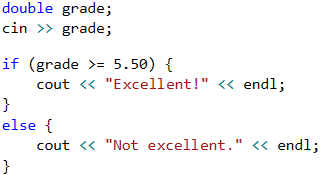 double grade;
cin >> grade;
if (grade >= 5.50) {
    cout << "Excellent!" << endl;
}
else {
    cout << "Not excellent." << endl;
}